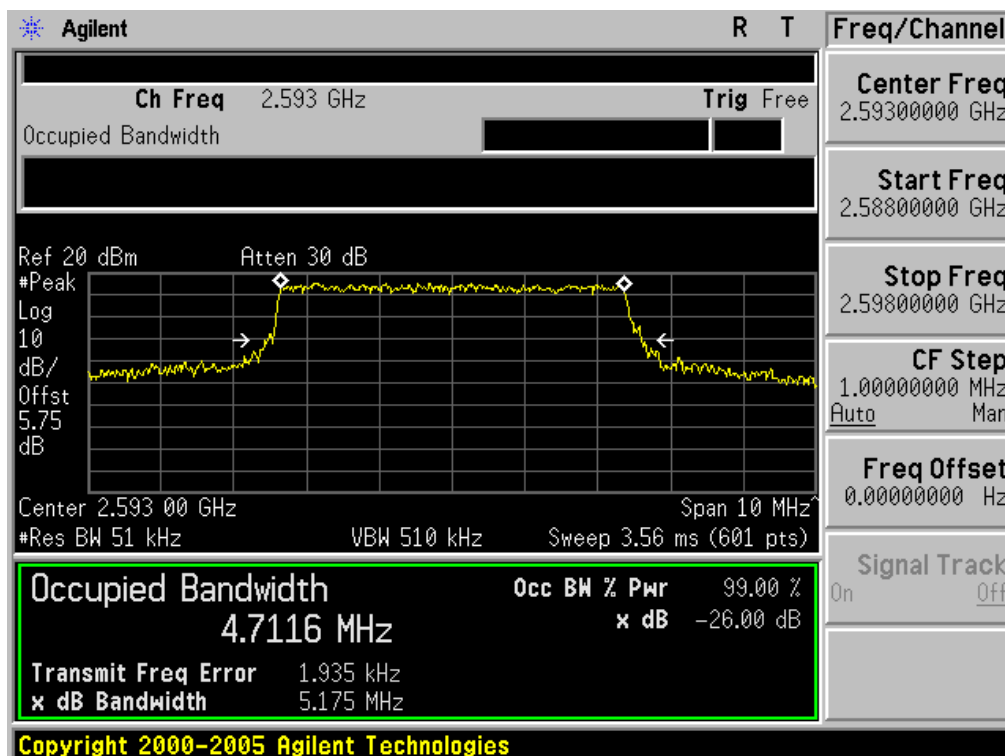 Agilent R T Freq/Channel
Ch Freq 2.593 GHz Trig Free
Occupied Bandwidth
Center Freq
2.59300000 GHz
Start Freq
2.58800000 GHz
Stop Freq
2.59800000 GHz
CF Step
1.00000000 MHz
Auto Man
Freq Offset
0.00000000 Hz
Signal Track
On Off
Ref 20 dBm Atten 30 dB
#Peak
Log
10
dB/
Offst
5.75
dB
Center 2.593 00 GHz Span 10 MHz^
#Res BW 51 kHz VBW 510 kHz Sweep 3.56 ms (601 pts)
Occupied Bandwidth
4.7116 MHz
Occ BW % Pwr 99.00 %
x dB -26.00 dB
Transmit Freq Error 1.935 kHz
x dB Bandwidth 5.175 MHz
Copyright 2000-2005 Agilent Technologies